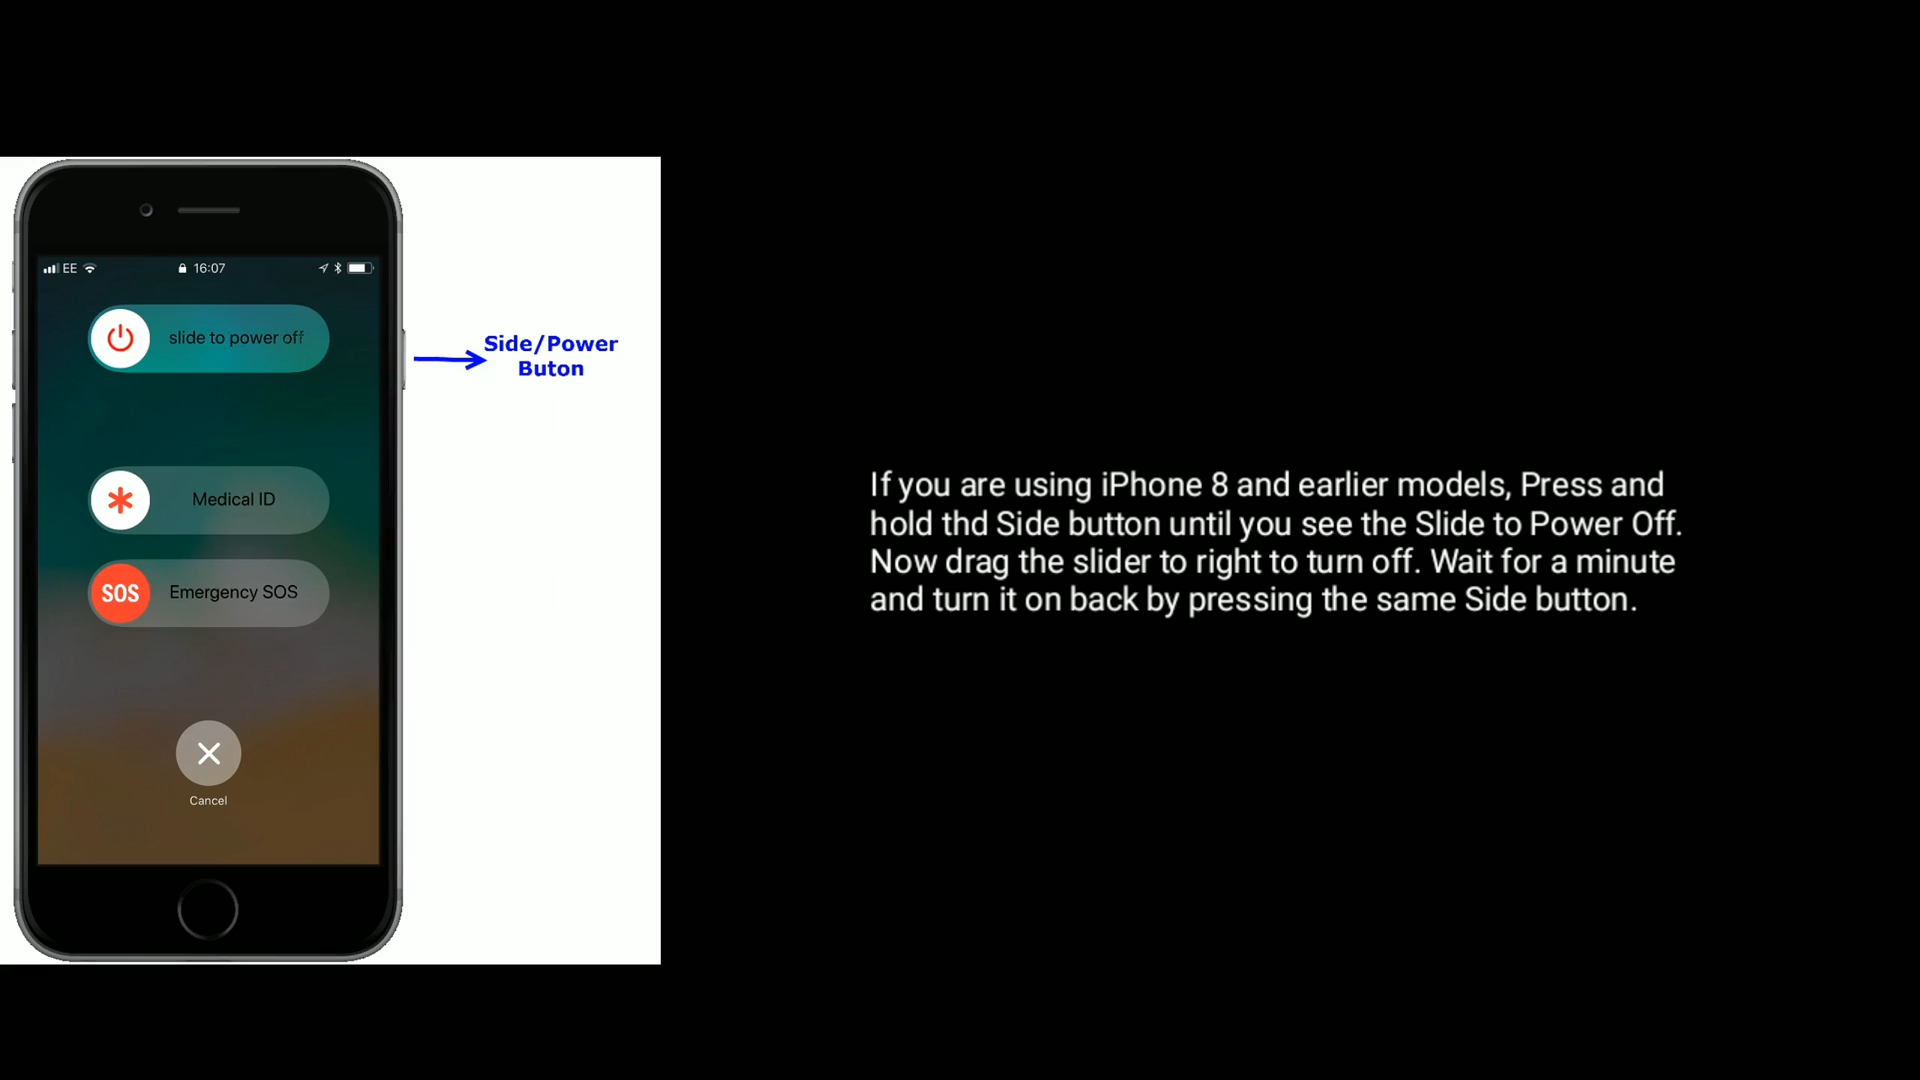 EE 16:07
slide to power off
Medical ID
SOS Emergency SOS
Cancel
Side/Power
Buton
If you are using iPhone 8 and earlier models, Press and
hold thd Side button until you see the Slide to Power Off.
Now drag the slider to right to turn off. Wait for a minute
and turn it on back by pressing the same Side button.